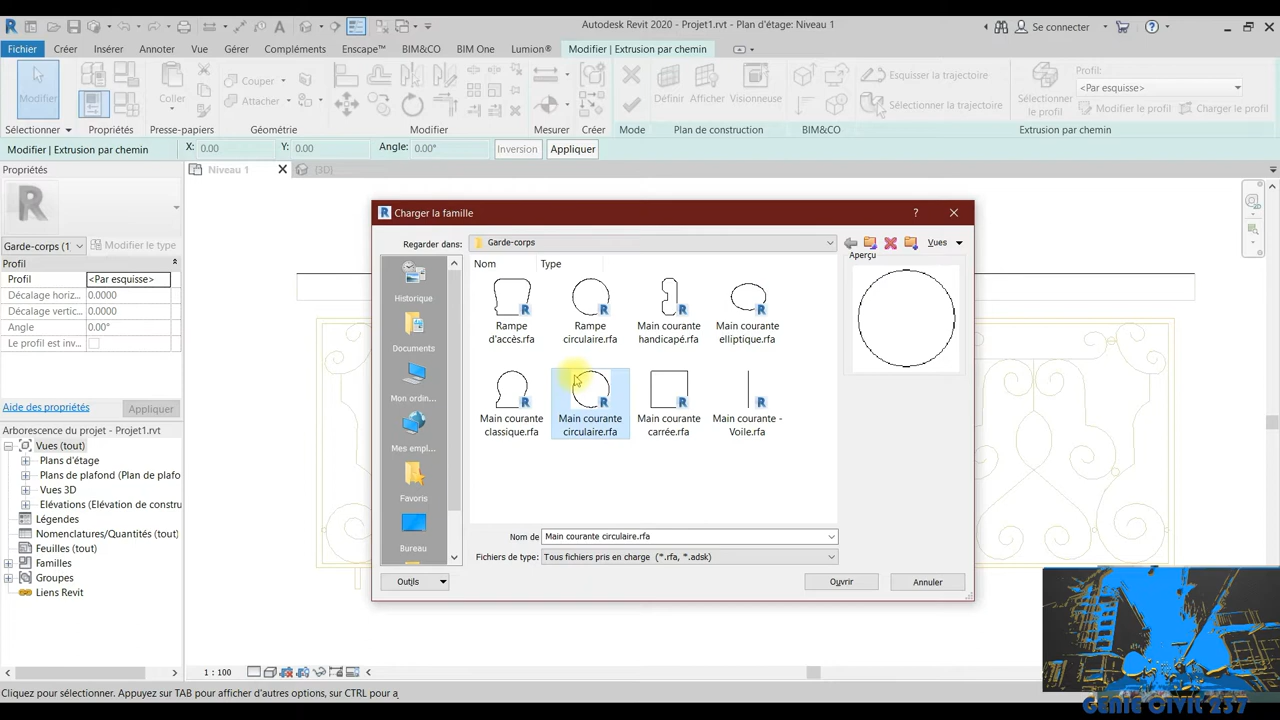 Autodesk Revit 2020 - Projet1.rvt - Plan d'étage: Niveau 1
Se connecter
Fichier Créer Insérer Annoter Vue Gérer Compléments Enscape™ BIM&CO BIM One Lumion® Modifier | Extrusion par chemin
Modifier
Coller
Couper
Attacher
Définir Afficher Visionneuse
Esquisser la trajectoire
Sélectionner la trajectoire
Sélectionner
le profil
Profil:
<Par esquisse>
Modifier le profil
Charger le profil
Sélectionner Propriétés Presse-papiers Géométrie Modifier Mesurer Créer Mode Plan de construction BIM&CO Extrusion par chemin
Modifier | Extrusion par chemin X: 0.00 Y: 0.00 Angle: 0.00° Inversion Appliquer
Propriétés
Niveau 1
{3D}
Garde-corps (1
Modifier le type
Profil
Profil <Par esquisse>
Décalage horiz... 0.0000
Décalage vertic... 0.0000
Angle 0.00°
Le profil est inv...
Aide des propriétés
Appliquer
Arborescence du projet - Projet1.rvt
Vues (tout)
Plans d'étage
Plans de plafond (Plan de plafo
Vues 3D
Elévations (Elévation de constru
Légendes
Nomenclatures/Quantités (tout)
Feuilles (tout)
Familles
Groupes
Liens Revit
Charger la famille
Regarder dans: Garde-corps
Vues
Nom Type
Aperçu
Historique
Documents
Mon ordin...
Mes empl...
Favoris
Bureau
Rampe d'accès.rfa
Rampe circulaire.rfa
Main courante handicapé.rfa
Main courante elliptique.rfa
Main courante classique.rfa
Main courante circulaire.rfa
Main courante carrée.rfa
Main courante - Voile.rfa
Nom de Main courante circulaire.rfa
Fichiers de type: Tous fichiers pris en charge (*.rfa, *.adsk)
Outils
Ouvrir
Annuler
1 : 100
Cliquez pour sélectionner. Appuyez sur TAB pour afficher d'autres options, sur CTRL pour a
GENIE CIVIL 237